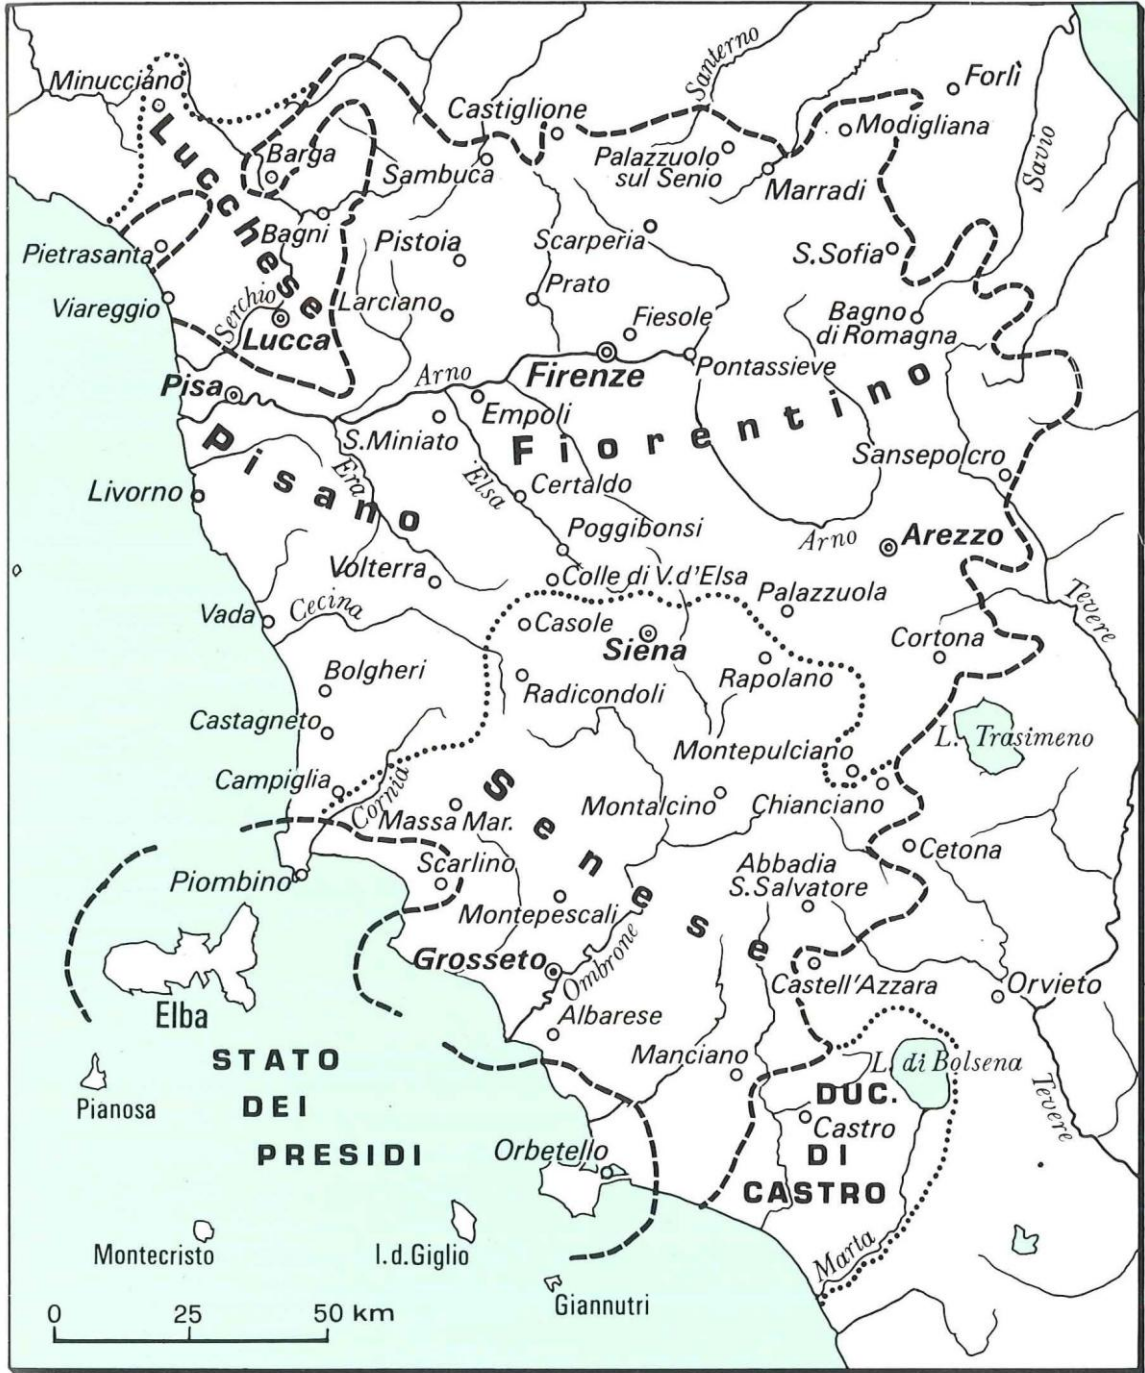 Minucciano
Castiglione
Santerno
Forlì
Lucchese
Barga
Sambuca
Palazzuolo
sul Senio
Modigliana
Marradi
Savio
Pietrasanta
Bagni
Pistoia
Scarperia
S.Sofia
Viareggio
Serchio
Lucca
Larciano
Prato
Fiesole
Bagno
di Romagna
Pisa
Arno
Firenze
Pontassieve
Empoli
S.Miniato
Fiorentino
Pisano
Era
Elsa
Certaldo
Sansepolcro
Livorno
Poggibonsi
Arno
Arezzo
Volterra
Colle di V.d'Elsa
Palazzuola
Tevere
Vada
Cecina
Casole
Siena
Cortona
Bolgheri
Radicondoli
Rapolano
Castagneto
L. Trasimeno
Montepulciano
Campiglia
Cornia
Massa Mar.
Senese
Montalcino
Chianciano
Piombino
Scarlino
Cetona
Abbadia
S.Salvatore
Montepescali
Grosseto
Ombrone
Castell'Azzara
Orvieto
Elba
Albarese
STATO
DEI
PRESIDI
Manciano
L. di Bolsena
Tevere
Pianosa
DUC.
Castro
DI
CASTRO
Orbetello
Marta
Montecristo
I.d.Giglio
Giannutri
0 25 50 km